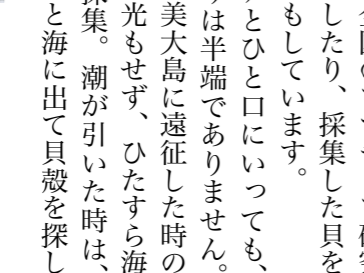 したり、採集した貝を
もしています。
とひと口にいっても、
は半端でありません。
美大島に遠征した時の
光もせず、ひたすら海
採集。潮が引いた時は、
と海に出て貝殻を探し